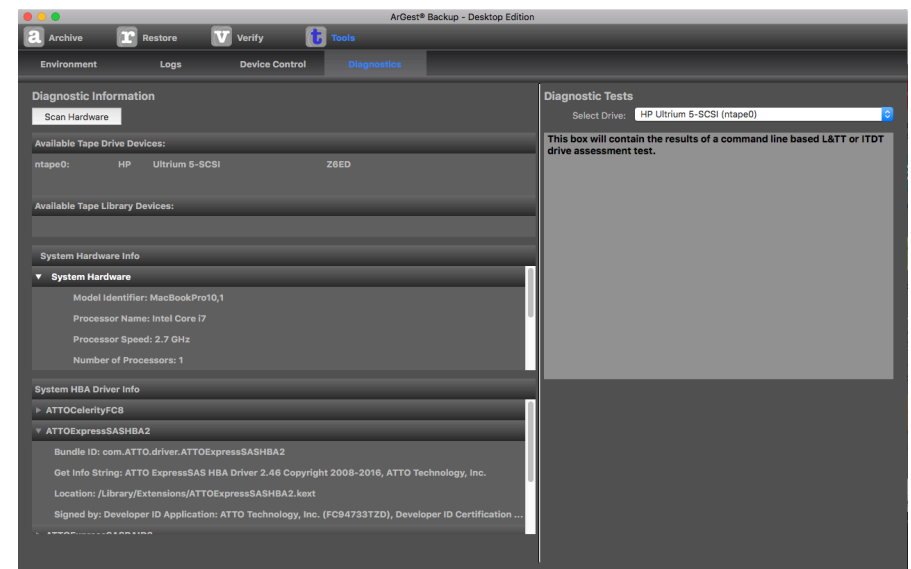 ArGest® Backup - Desktop Edition
a Archive r Restore v Verify t Tools
Environment Logs Device Control Diagnostics
Diagnostic Information
Scan Hardware
Available Tape Drive Devices:
ntape0: HP Ultrium 5-SCSI Z6ED
Available Tape Library Devices:
System Hardware Info
System Hardware
Model Identifier: MacBookPro10,1
Processor Name: Intel Core i7
Processor Speed: 2.7 GHz
Number of Processors: 1
System HBA Driver Info
ATTOCelerityFC8
ATTOExpressSASHBA2
Bundle ID: com.ATTO.driver.ATTOExpressSASHBA2
Get Info String: ATTO ExpressSAS HBA Driver 2.46 Copyright 2008-2016, ATTO Technology, Inc.
Location: /Library/Extensions/ATTOExpressSASHBA2.kext
Signed by: Developer ID Application: ATTO Technology, Inc. (FC94733TZD), Developer ID Certification ...
Diagnostic Tests
Select Drive: HP Ultrium 5-SCSI (ntape0)
This box will contain the results of a command line based L&TT or ITDT
drive assessment test.